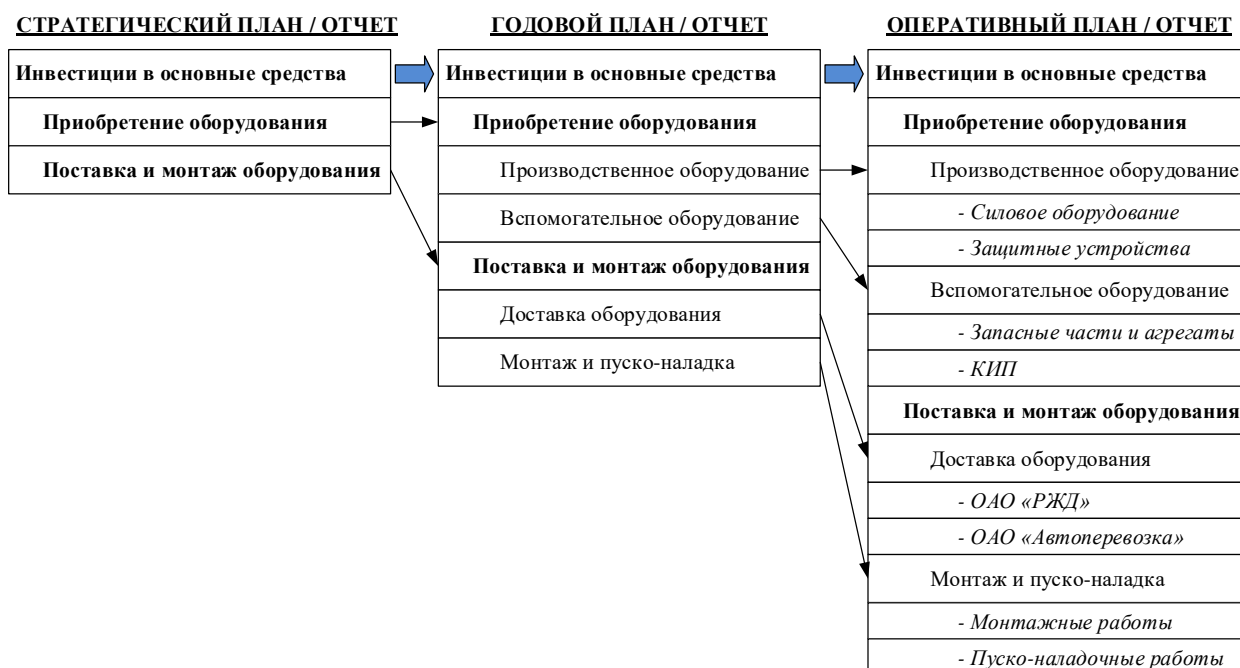 СТРАТЕГИЧЕСКИЙ ПЛАН / ОТЧЕТ
Инвестиции в основные средства
Приобретение оборудования
Поставка и монтаж оборудования
ГОДОВОЙ ПЛАН / ОТЧЕТ
Инвестиции в основные средства
Приобретение оборудования
Производственное оборудование
Вспомогательное оборудование
Поставка и монтаж оборудования
Доставка оборудования
Монтаж и пуско-наладка
ОПЕРАТИВНЫЙ ПЛАН / ОТЧЕТ
Инвестиции в основные средства
Приобретение оборудования
Производственное оборудование
- Силовое оборудование
- Защитные устройства
Вспомогательное оборудование
- Запасные части и агрегаты
- КИП
Поставка и монтаж оборудования
Доставка оборудования
- ОАО «РЖД»
- ОАО «Автоперевозка»
Монтаж и пуско-наладка
- Монтажные работы
- Пуско-наладочные работы